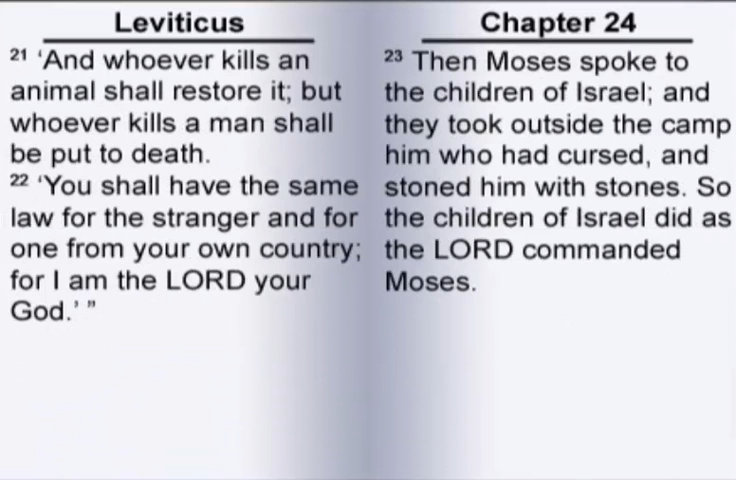 Leviticus
²¹ ‘And whoever kills an
animal shall restore it; but
whoever kills a man shall
be put to death.
²² ‘You shall have the same
law for the stranger and for
one from your own country;
for I am the LORD your
God.’ ”
Chapter 24
²³ Then Moses spoke to
the children of Israel; and
they took outside the camp
him who had cursed, and
stoned him with stones. So
the children of Israel did as
the LORD commanded
Moses.